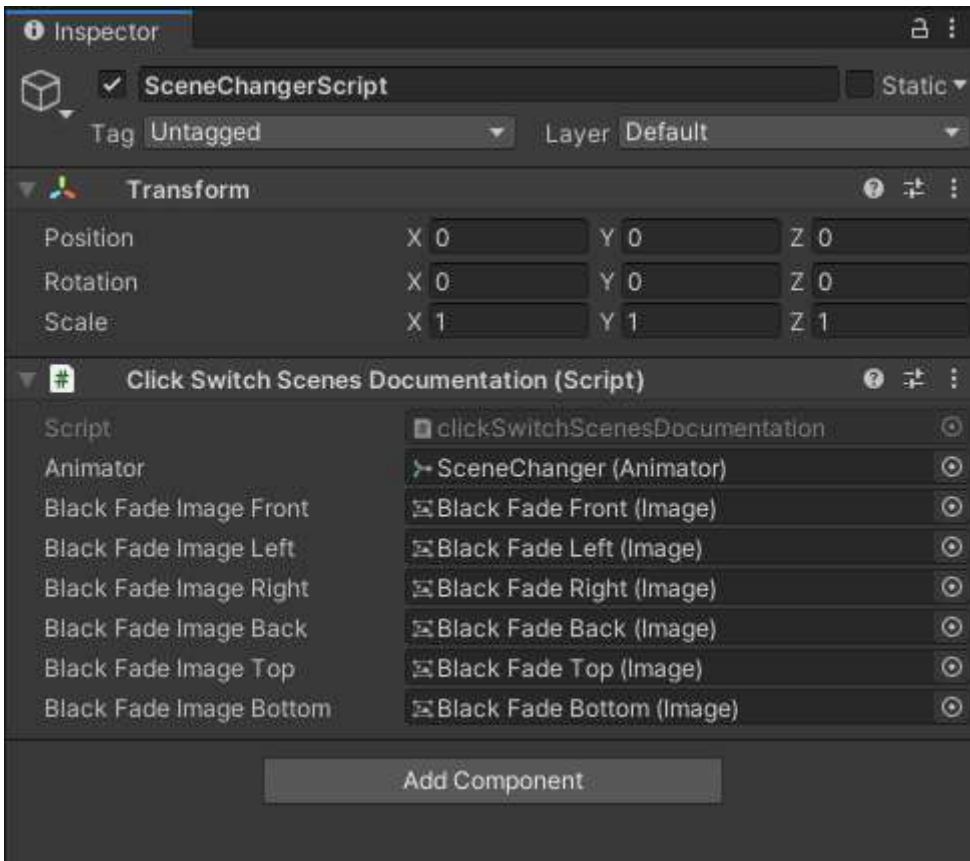 Inspector
SceneChangerScript Static
Tag Untagged Layer Default
Transform
Position X 0 Y 0 Z 0
Rotation X 0 Y 0 Z 0
Scale X 1 Y 1 Z 1
# Click Switch Scenes Documentation (Script)
Script # clickSwitchScenesDocumentation
Animator SceneChanger (Animator)
Black Fade Image Front Black Fade Front (Image)
Black Fade Image Left Black Fade Left (Image)
Black Fade Image Right Black Fade Right (Image)
Black Fade Image Back Black Fade Back (Image)
Black Fade Image Top Black Fade Top (Image)
Black Fade Image Bottom Black Fade Bottom (Image)
Add Component